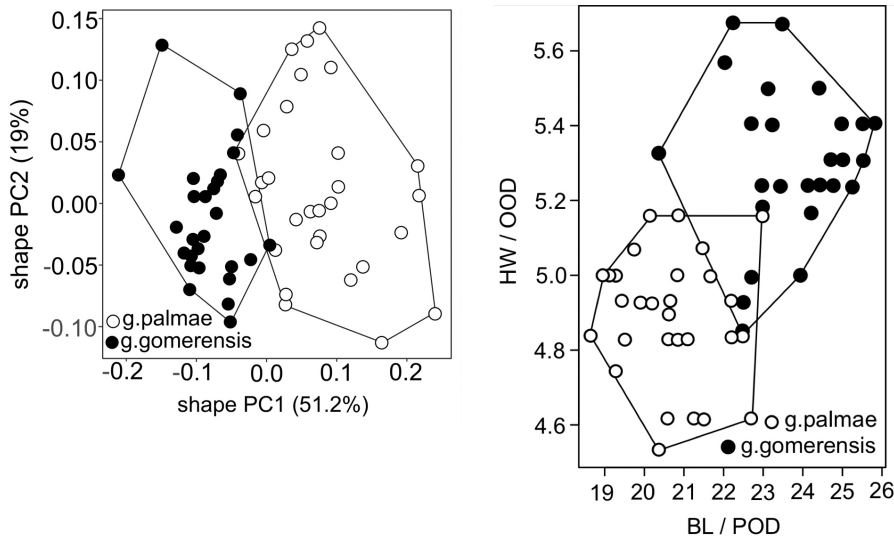 0.15
0.10
0.05
0.00
-0.05
-0.10
shape PC2 (19%)
g.palmae
g.gomerensis
-0.2
-0.1
0.0
0.1
0.2
shape PC1 (51.2%)
5.6
5.4
5.2
5.0
4.8
4.6
HW / OOD
g.palmae
g.gomerensis
19 20 21 22 23 24 25 26
BL / POD